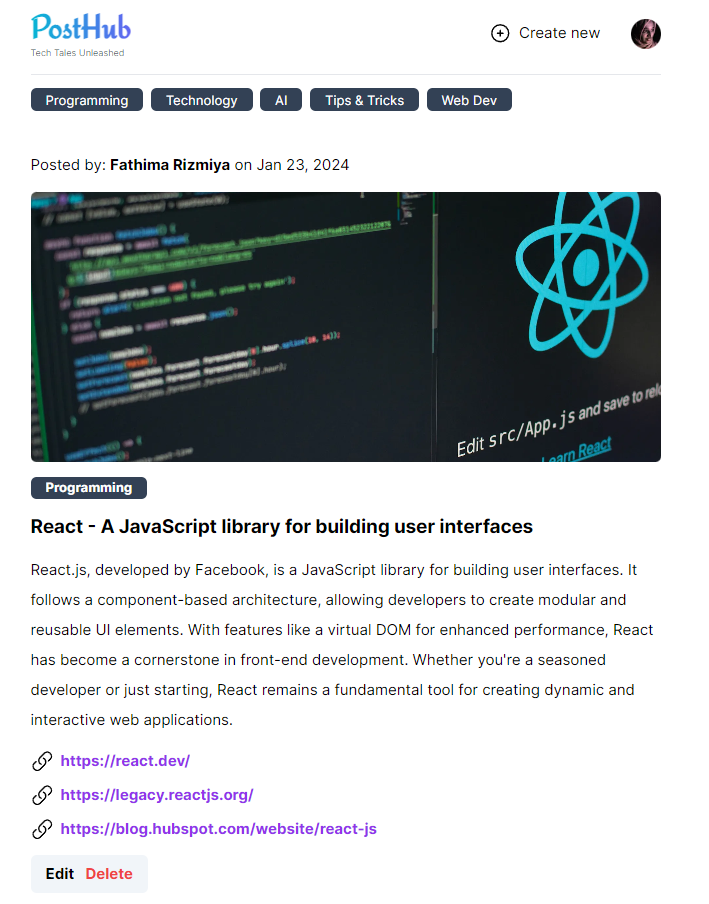 PostHub
Tech Tales Unleashed
Create new
Programming Technology AI Tips & Tricks Web Dev
Posted by: Fathima Rizmiya on Jan 23, 2024
Edit src/App.js and save to
Learn React
Programming
React - A JavaScript library for building user interfaces
React.js, developed by Facebook, is a JavaScript library for building user interfaces. It
follows a component-based architecture, allowing developers to create modular and
reusable UI elements. With features like a virtual DOM for enhanced performance, React
has become a cornerstone in front-end development. Whether you're a seasoned
developer or just starting, React remains a fundamental tool for creating dynamic and
interactive web applications.
https://react.dev/
https://legacy.reactjs.org/
https://blog.hubspot.com/website/react-js
Edit Delete